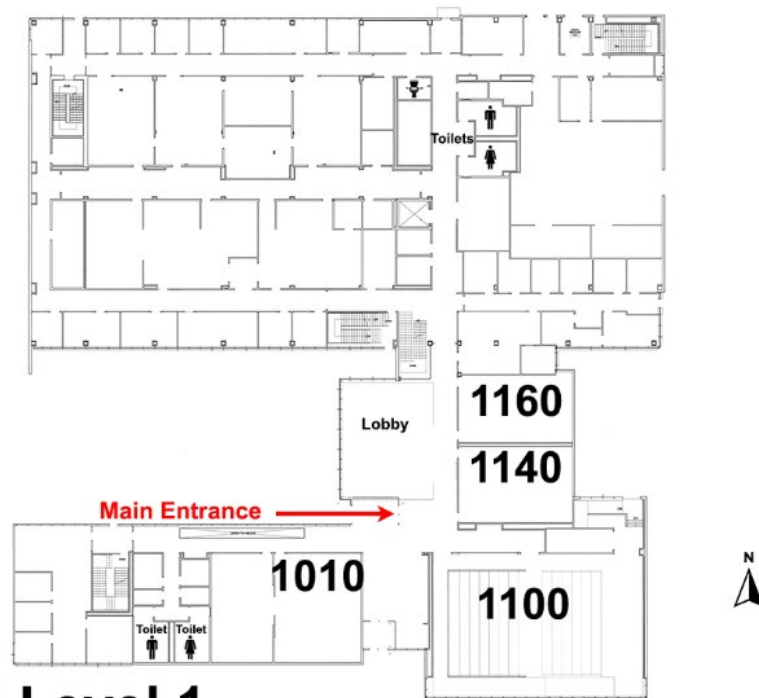 Toilets
1160
Lobby
1140
Main Entrance
N
1010
1100
Toilet Toilet
Level 1